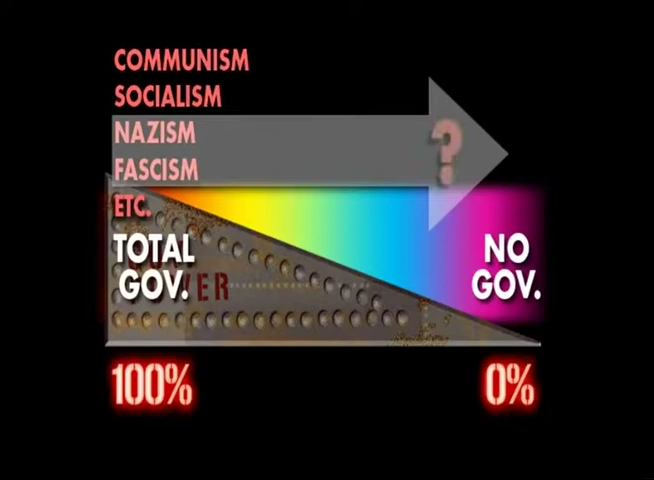 COMMUNISM
SOCIALISM
NAZISM
FASCISM
ETC.
?
TOTAL
GOV.
NO
GOV.
100%
0%